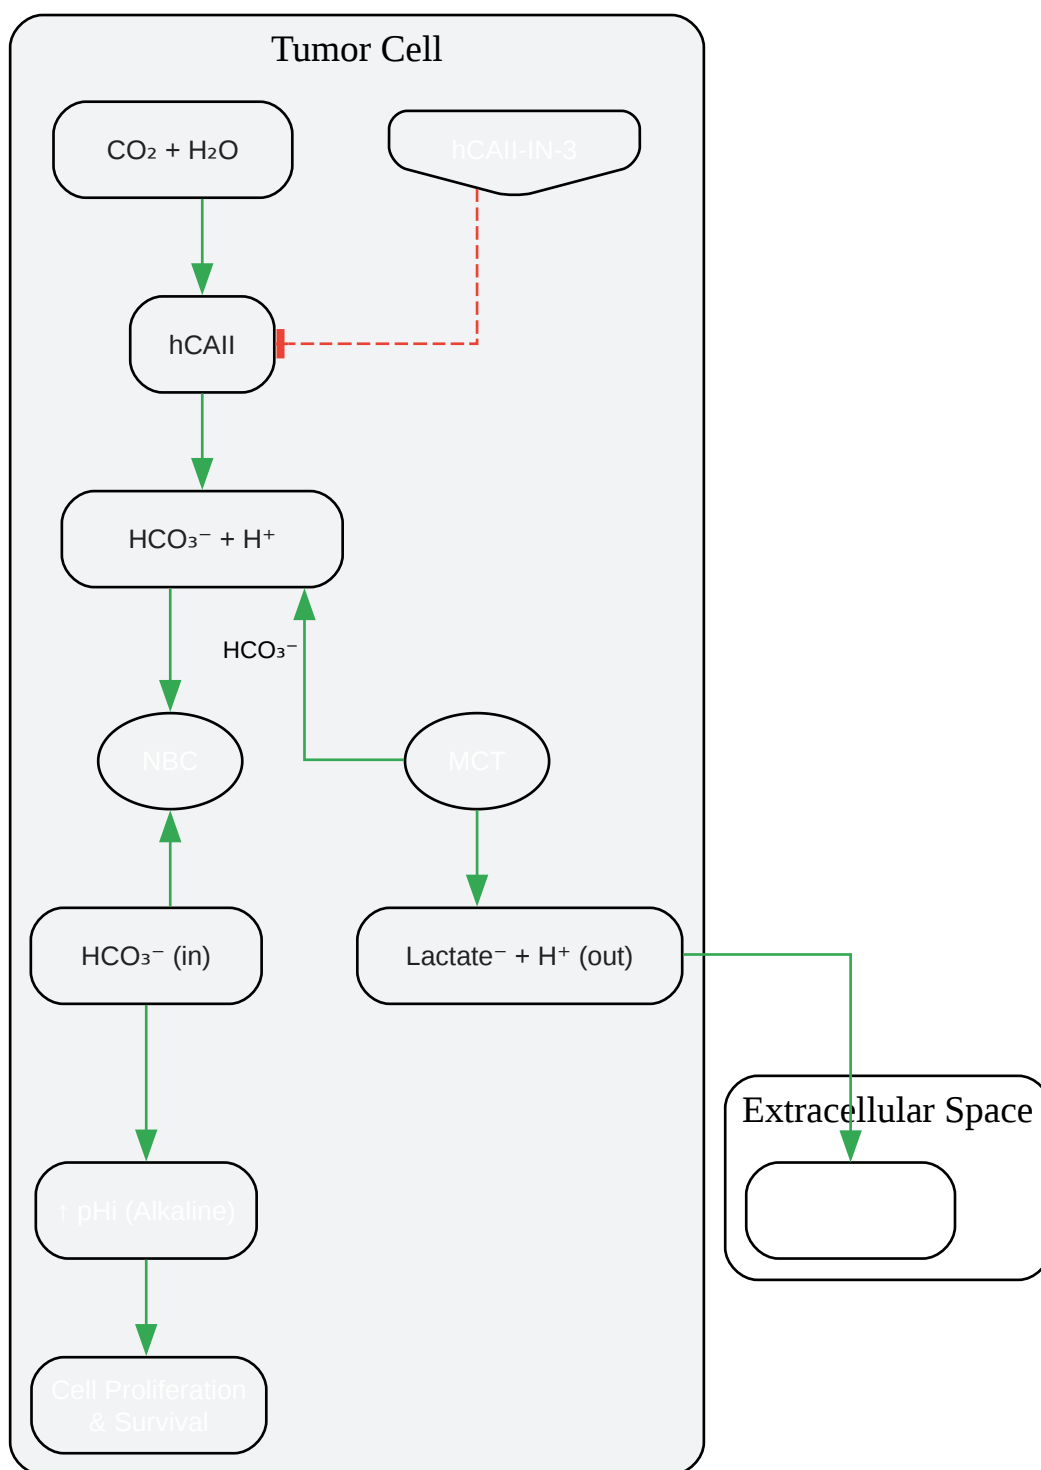 Tumor Cell
CO₂ + H₂O
hCAII-IN-3
hCAII
HCO₃⁻ + H⁺
HCO₃⁻
NBC
MCT
HCO₃⁻ (in)
Lactate⁻ + H⁺ (out)
Extracellular Space
↑ pHi (Alkaline)
Cell Proliferation
& Survival